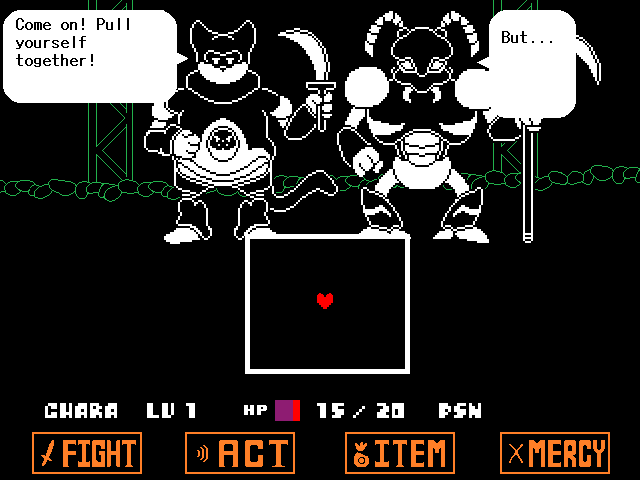 Come on! Pull
yourself
together!
But...
CHARA LV 1 HP 15 / 20 PSN
FIGHT ACT ITEM MERCY